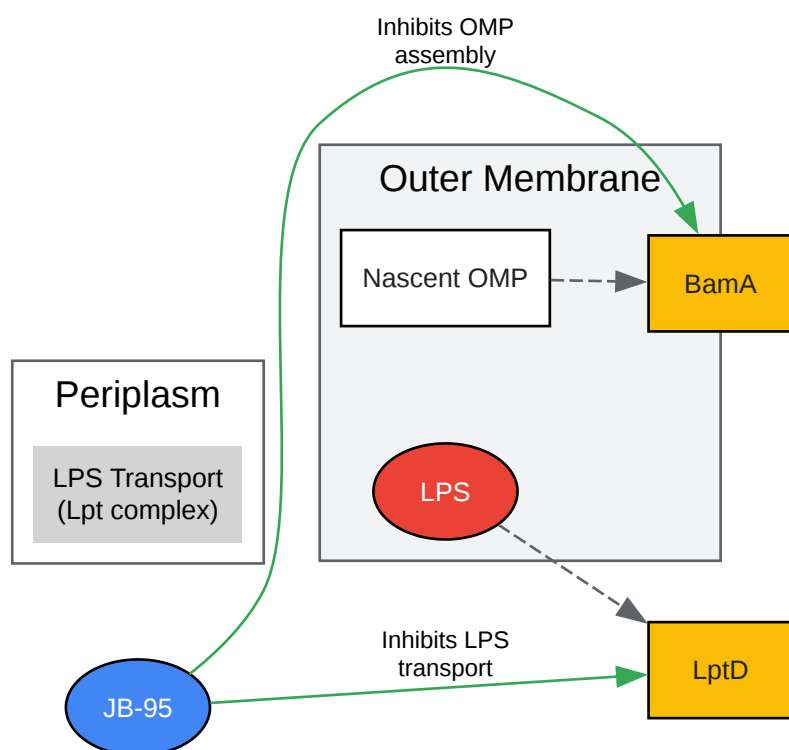 Inhibits OMP
assembly
Outer Membrane
Nascent OMP
BamA
Periplasm
LPS Transport
(Lpt complex)
LPS
Inhibits LPS
transport
LptD
JB-95